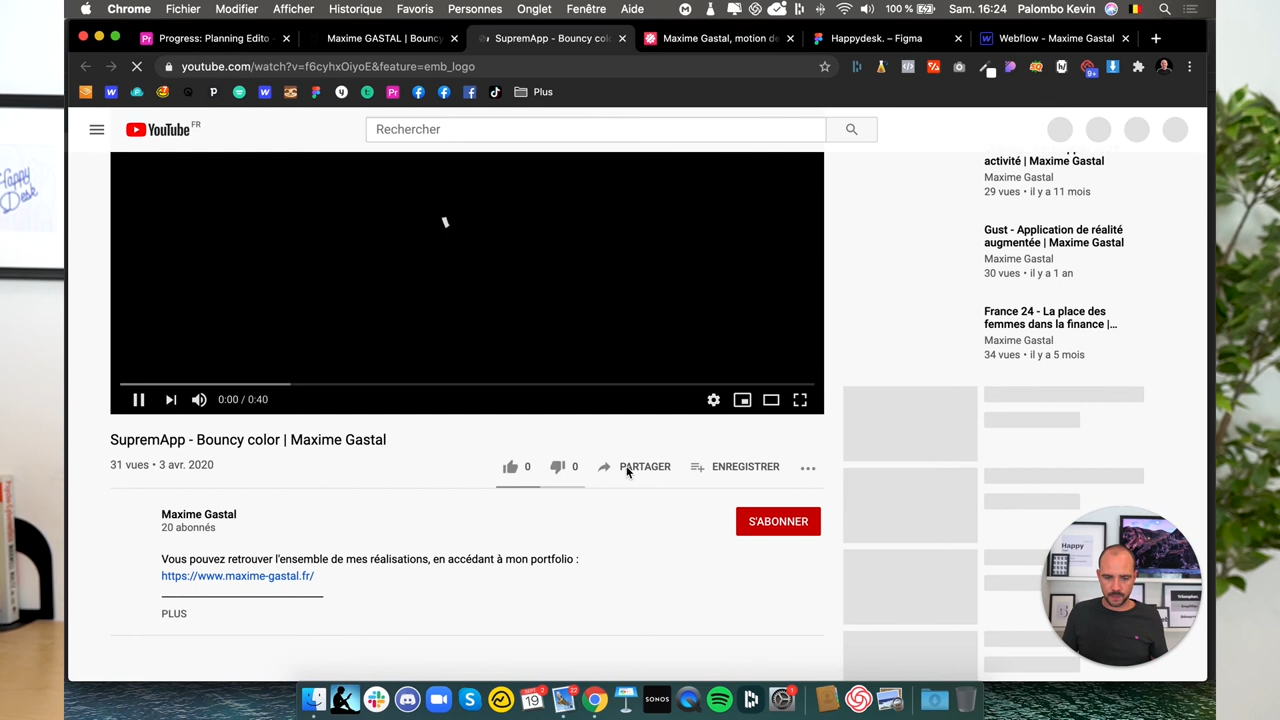 Chrome Fichier Modifier Afficher Historique Favoris Personnes Onglet Fenêtre Aide 100 % Sam. 16:24 Palombo Kevin
Progress: Planning Edito Maxime GASTAL | Bouncy SupremApp - Bouncy col Maxime Gastal, motion de Happydesk. – Figma Webflow - Maxime Gastal
youtube.com/watch?v=f6cyhxOiyoE&feature=emb_logo
Plus
YouTube FR
Rechercher
activité | Maxime Gastal
Maxime Gastal
29 vues • il y a 11 mois
Gust - Application de réalité
augmentée | Maxime Gastal
Maxime Gastal
30 vues • il y a 1 an
France 24 - La place des
femmes dans la finance |...
Maxime Gastal
34 vues • il y a 5 mois
0:00 / 0:40
SupremApp - Bouncy color | Maxime Gastal
31 vues • 3 avr. 2020
0 0 PARTAGER ENREGISTRER
Maxime Gastal
20 abonnés
S'ABONNER
Vous pouvez retrouver l'ensemble de mes réalisations, en accédant à mon portfolio :
https://www.maxime-gastal.fr/
PLUS
Happy
Desk
Happy
SONOS
19